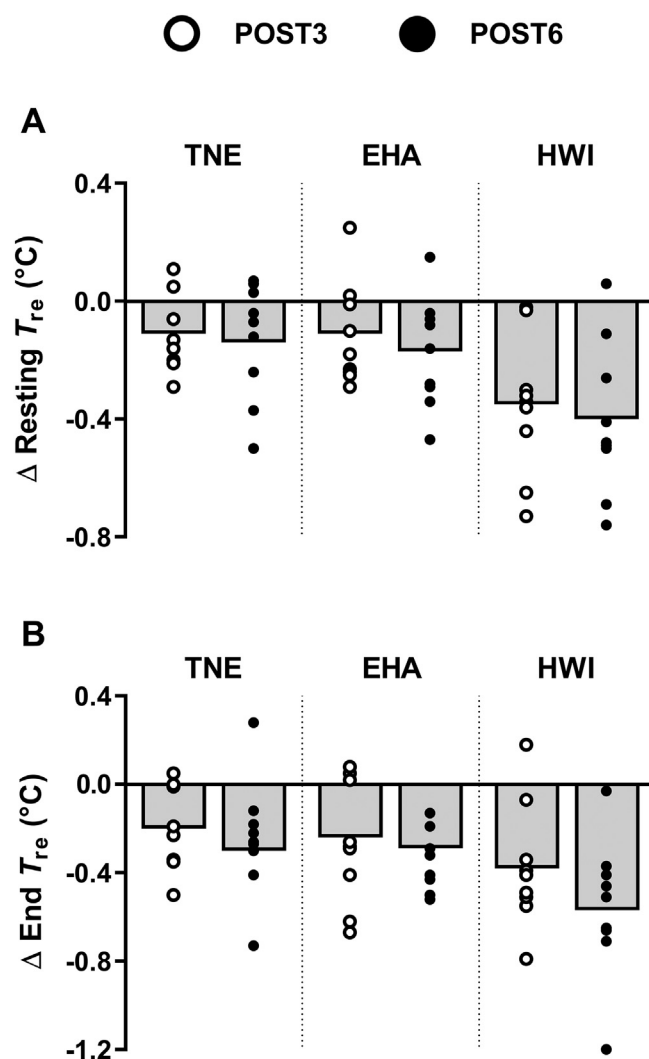 POST3 POST6
A
TNE EHA HWI
0.4
0.0
-0.4
-0.8
Δ Resting Tre (°C)
B
TNE EHA HWI
0.4
0.0
-0.4
-0.8
-1.2
Δ End Tre (°C)